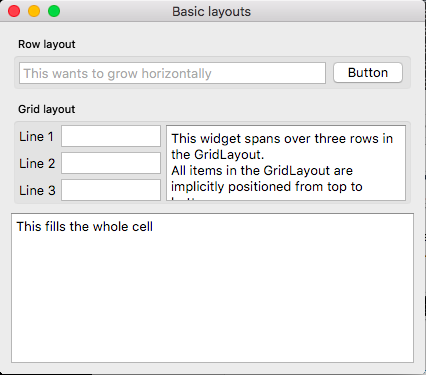 Basic layouts
Row layout
This wants to grow horizontally
Button
Grid layout
Line 1
Line 2
Line 3
This widget spans over three rows in
the GridLayout.
All items in the GridLayout are
implicitly positioned from top to
This fills the whole cell